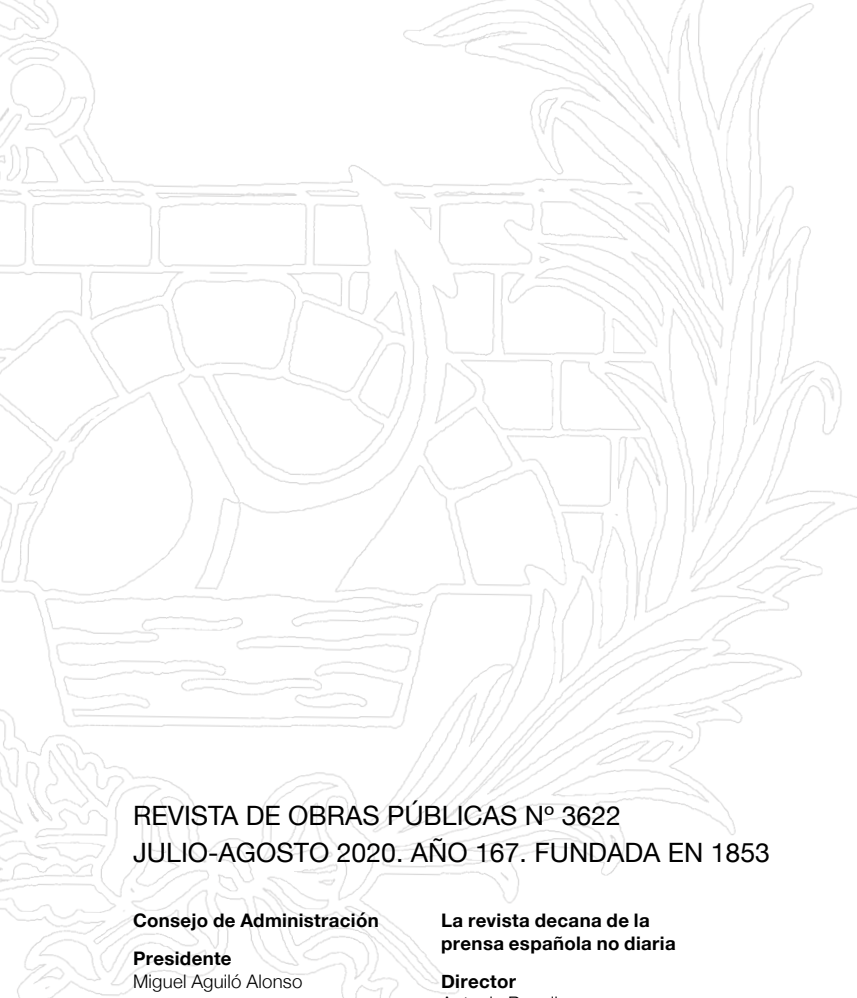 REVISTA DE OBRAS PÚBLICAS Nº 3622
JULIO-AGOSTO 2020. AÑO 167. FUNDADA EN 1853
Consejo de Administración
Presidente
Miguel Aguiló Alonso
La revista decana de la
prensa española no diaria
Director